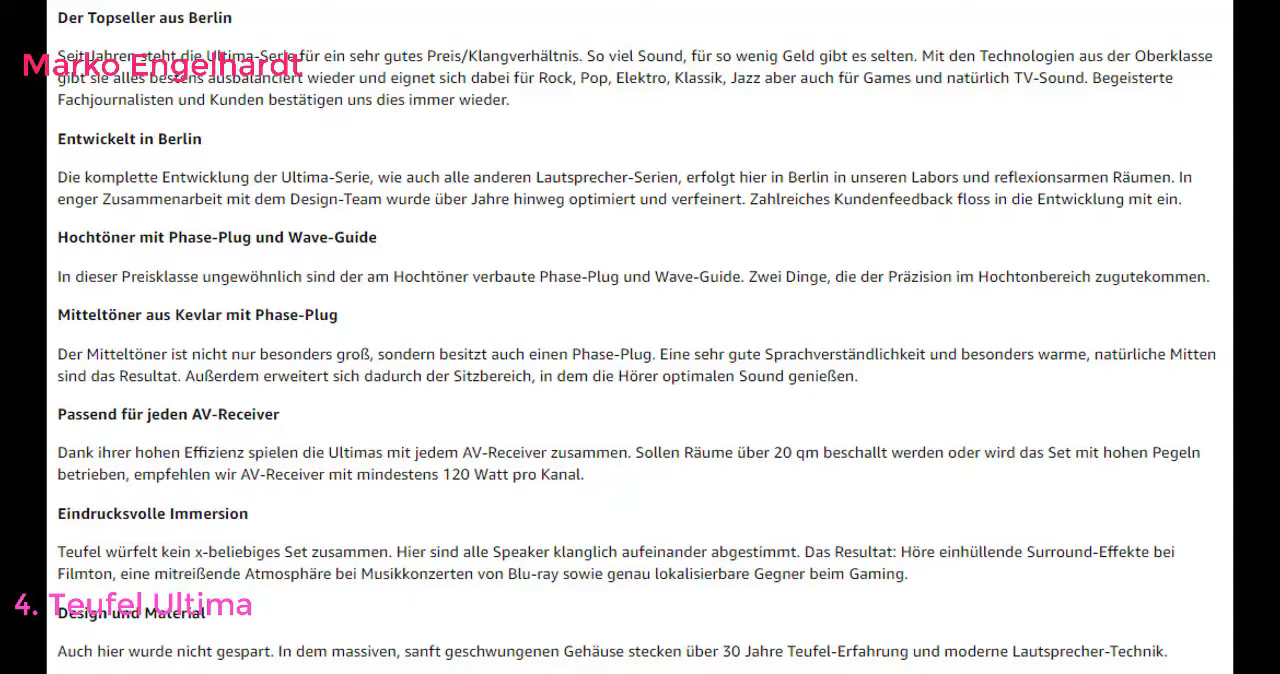 Der Topseller aus Berlin
Seit Jahren steht die Ultima-Serie für ein sehr gutes Preis/Klangverhältnis. So viel Sound, für so wenig Geld gibt es selten. Mit den Technologien aus der Oberklasse
Marko Engelhardt
gibt sie alles bestens ausbalanciert wieder und eignet sich dabei für Rock, Pop, Elektro, Klassik, Jazz aber auch für Games und natürlich TV-Sound. Begeisterte
Fachjournalisten und Kunden bestätigen uns dies immer wieder.
Entwickelt in Berlin
Die komplette Entwicklung der Ultima-Serie, wie auch alle anderen Lautsprecher-Serien, erfolgt hier in Berlin in unseren Labors und reflexionsarmen Räumen. In
enger Zusammenarbeit mit dem Design-Team wurde über Jahre hinweg optimiert und verfeinert. Zahlreiches Kundenfeedback floss in die Entwicklung mit ein.
Hochtöner mit Phase-Plug und Wave-Guide
In dieser Preisklasse ungewöhnlich sind der am Hochtöner verbaute Phase-Plug und Wave-Guide. Zwei Dinge, die der Präzision im Hochtonbereich zugutekommen.
Mitteltöner aus Kevlar mit Phase-Plug
Der Mitteltöner ist nicht nur besonders groß, sondern besitzt auch einen Phase-Plug. Eine sehr gute Sprachverständlichkeit und besonders warme, natürliche Mitten
sind das Resultat. Außerdem erweitert sich dadurch der Sitzbereich, in dem die Hörer optimalen Sound genießen.
Passend für jeden AV-Receiver
Dank ihrer hohen Effizienz spielen die Ultimas mit jedem AV-Receiver zusammen. Sollen Räume über 20 qm beschallt werden oder wird das Set mit hohen Pegeln
betrieben, empfehlen wir AV-Receiver mit mindestens 120 Watt pro Kanal.
Eindrucksvolle Immersion
Teufel würfelt kein x-beliebiges Set zusammen. Hier sind alle Speaker klanglich aufeinander abgestimmt. Das Resultat: Höre einhüllende Surround-Effekte bei
Filmton, eine mitreißende Atmosphäre bei Musikkonzerten von Blu-ray sowie genau lokalisierbare Gegner beim Gaming.
4. Teufel Ultima
Design und Material
Auch hier wurde nicht gespart. In dem massiven, sanft geschwungenen Gehäuse stecken über 30 Jahre Teufel-Erfahrung und moderne Lautsprecher-Technik.